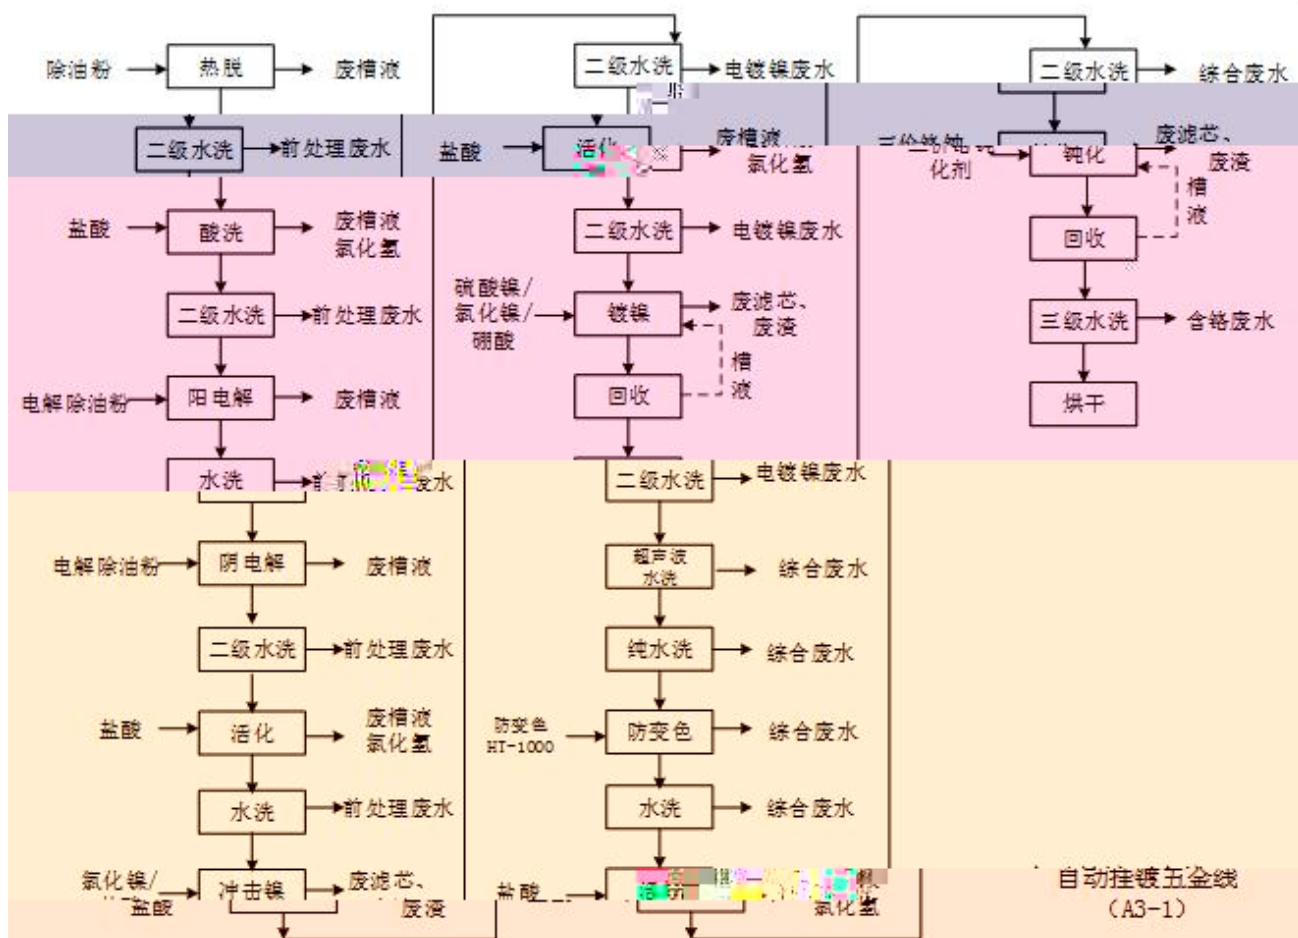 除油粉
热脱
废槽液
二级水洗
前处理废水
盐酸
酸洗
废槽液
氯化氢
二级水洗
前处理废水
电解除油粉
阳电解
废槽液
水洗
废水
电解除油粉
阴电解
废槽液
二级水洗
前处理废水
盐酸
活化
废槽液
氯化氢
水洗
前处理废水
氯化镍/
盐酸
冲击镍
废滤芯、
废渣
二级水洗
电镀镍废水
盐酸
活化
废槽液
氯化氢
二级水洗
电镀镍废水
硫酸镍/
氯化镍/
硼酸
镀镍
废滤芯、
废渣
槽
液
回收
二级水洗
电镀镍废水
超声波
水洗
综合废水
纯水洗
综合废水
防变色
HT-1000
防变色
综合废水
水洗
综合废水
盐酸
氯化氢
二级水洗
综合废水
三价铬钝
化剂
钝化
废滤芯、
废渣
槽
液
回收
三级水洗
含铬废水
烘干
自动挂镀五金线
（A3-1）